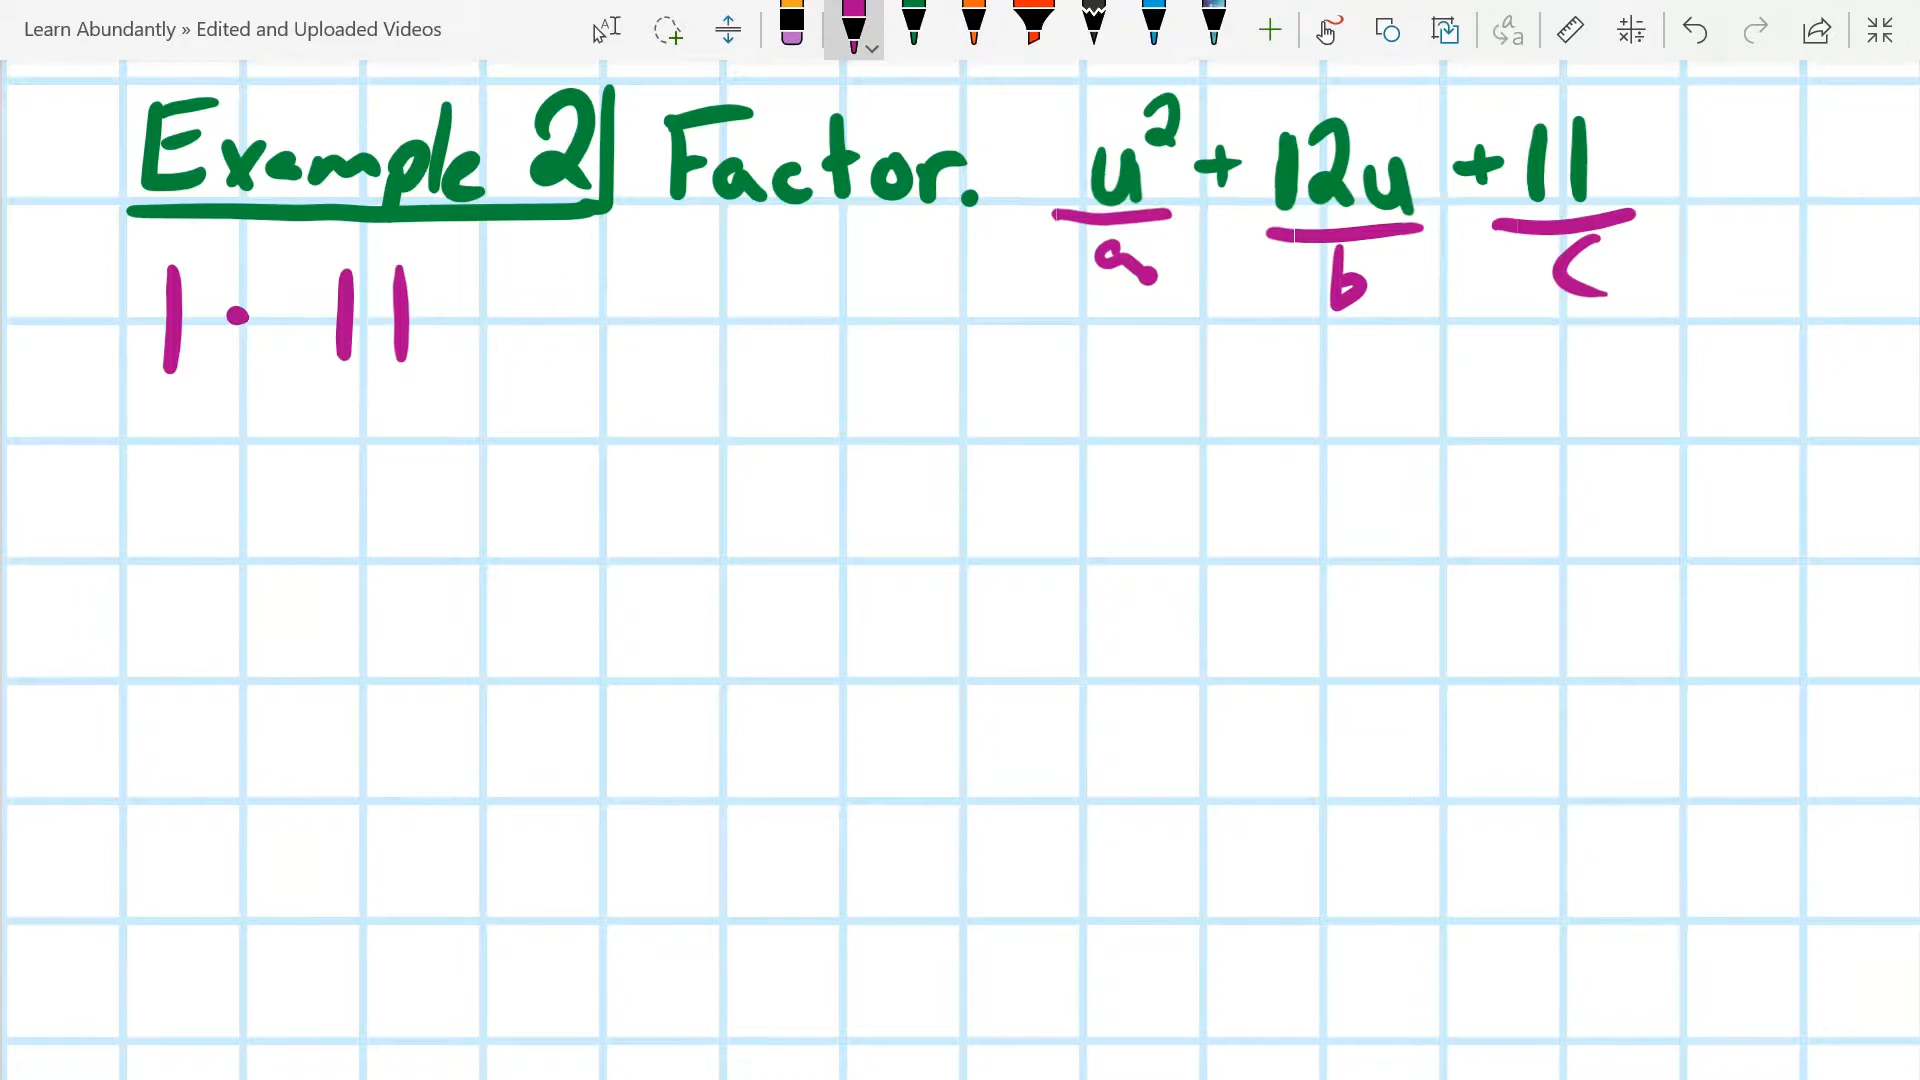 Learn Abundantly » Edited and Uploaded Videos
Example 2 Factor. u² + 12u + 11
a b c
1 · 11